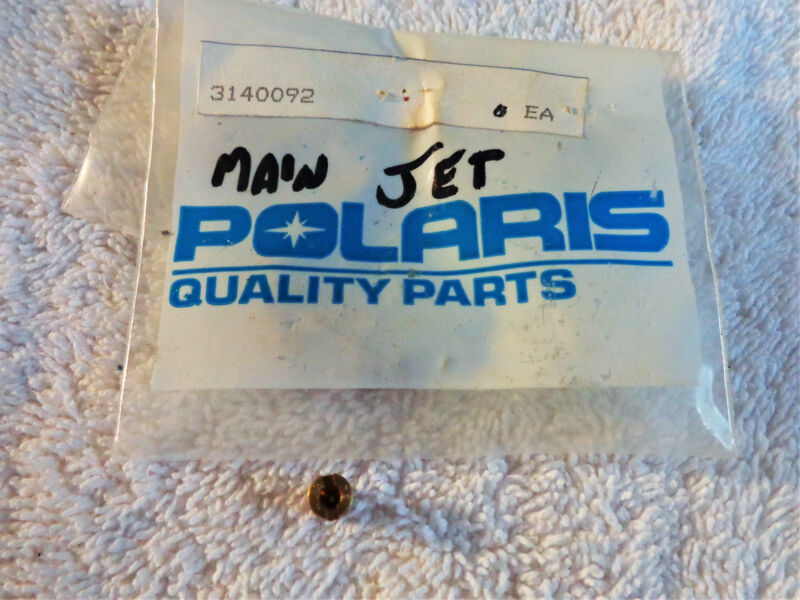 3140092 EA
MAIN JET
POLARIS
QUALITY PARTS